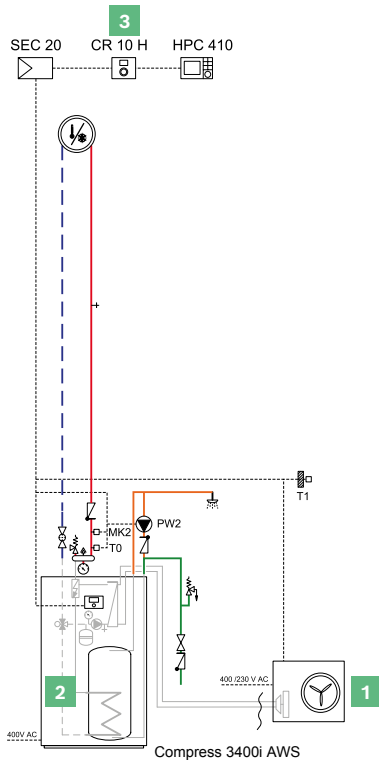 3
SEC 20 CR 10 H HPC 410
T1
MK2 PW2
T0
400 /230 V AC
2 1
400V AC
Compress 3400i AWS